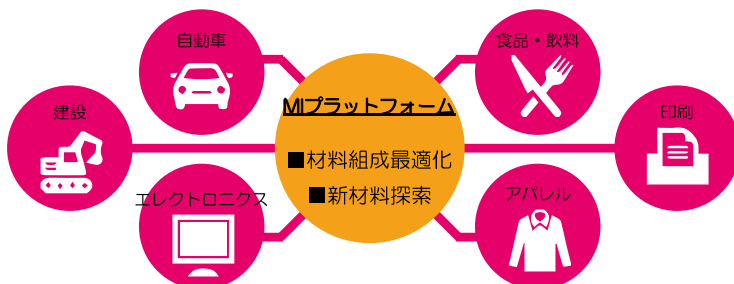 自動車
食品・飲料
建設
MIプラットフォーム
印刷
■材料組成最適化
■新材料探索
エレクトロニクス
アパレル